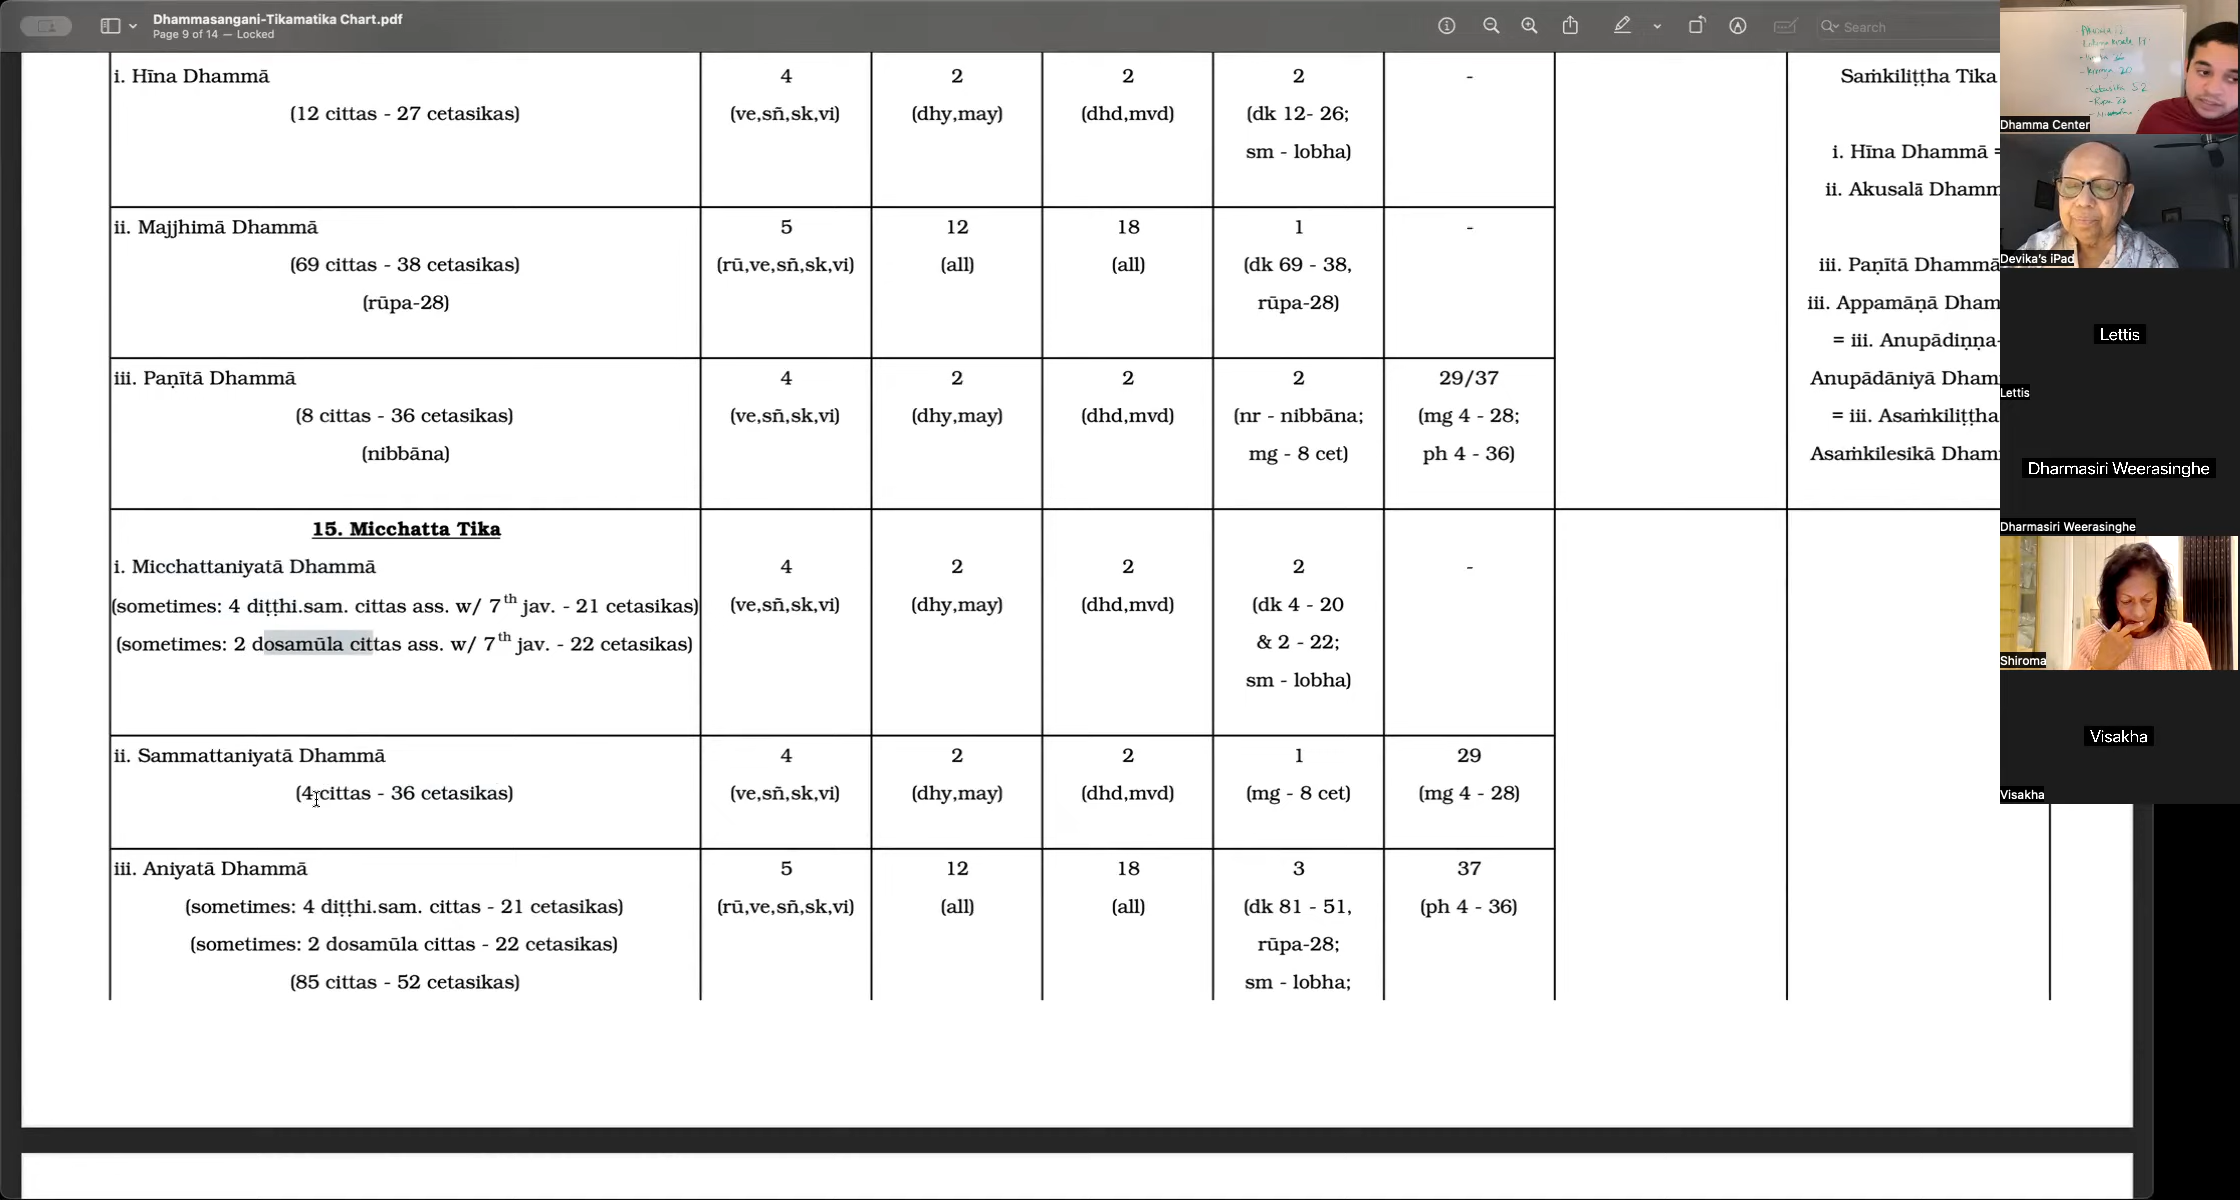 Dhammasangani-Tikamatika Chart.pdf
Page 9 of 14 — Locked
Search
i. Hīna Dhammā
(12 cittas - 27 cetasikas)
4
(ve,sñ,sk,vi)
2
(dhy,may)
2
(dhd,mvd)
2
(dk 12- 26;
sm - lobha)
-
Saṁkiliṭṭha Tika
i. Hīna Dhammā =
ii. Akusalā Dhamm
ii. Majjhimā Dhammā
(69 cittas - 38 cetasikas)
(rūpa-28)
5
(rū,ve,sñ,sk,vi)
12
(all)
18
(all)
1
(dk 69 - 38,
rūpa-28)
-
iii. Paṇītā Dhammā
iii. Appamāṇā Dham
= iii. Anupādiṇṇa-
iii. Paṇītā Dhammā
(8 cittas - 36 cetasikas)
(nibbāna)
4
(ve,sñ,sk,vi)
2
(dhy,may)
2
(dhd,mvd)
2
(nr - nibbāna;
mg - 8 cet)
29/37
(mg 4 - 28;
ph 4 - 36)
Anupādāniyā Dham
= iii. Asaṁkiliṭṭha
Asaṁkilesikā Dham
15. Micchatta Tika
i. Micchattaniyatā Dhammā
(sometimes: 4 diṭṭhi.sam. cittas ass. w/ 7th jav. - 21 cetasikas)
(sometimes: 2 dosamūla cittas ass. w/ 7th jav. - 22 cetasikas)
4
(ve,sñ,sk,vi)
2
(dhy,may)
2
(dhd,mvd)
2
(dk 4 - 20
& 2 - 22;
sm - lobha)
-
ii. Sammattaniyatā Dhammā
(4 cittas - 36 cetasikas)
4
(ve,sñ,sk,vi)
2
(dhy,may)
2
(dhd,mvd)
1
(mg - 8 cet)
29
(mg 4 - 28)
iii. Aniyatā Dhammā
(sometimes: 4 diṭṭhi.sam. cittas - 21 cetasikas)
(sometimes: 2 dosamūla cittas - 22 cetasikas)
(85 cittas - 52 cetasikas)
5
(rū,ve,sñ,sk,vi)
12
(all)
18
(all)
3
(dk 81 - 51,
rūpa-28;
sm - lobha;
37
(ph 4 - 36)
Cetasika 52
Dhamma Center
Devika's iPad
Lettis
Lettis
Dharmasiri Weerasinghe
Dharmasiri Weerasinghe
Shiroma
Visakha
Visakha